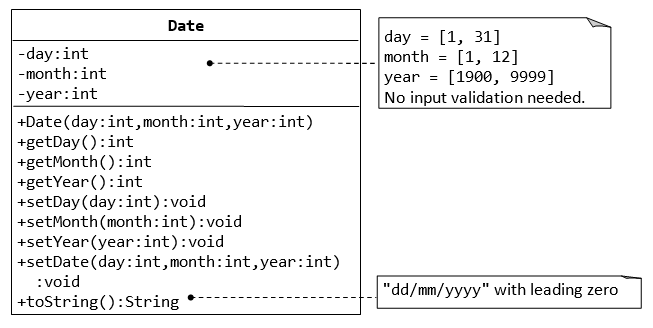 Date
-day:int
-month:int
-year:int
+Date(day:int,month:int,year:int)
+getDay():int
+getMonth():int
+getYear():int
+setDay(day:int):void
+setMonth(month:int):void
+setYear(year:int):void
+setDate(day:int,month:int,year:int)
:void
+toString():String
day = [1, 31]
month = [1, 12]
year = [1900, 9999]
No input validation needed.
"dd/mm/yyyy" with leading zero